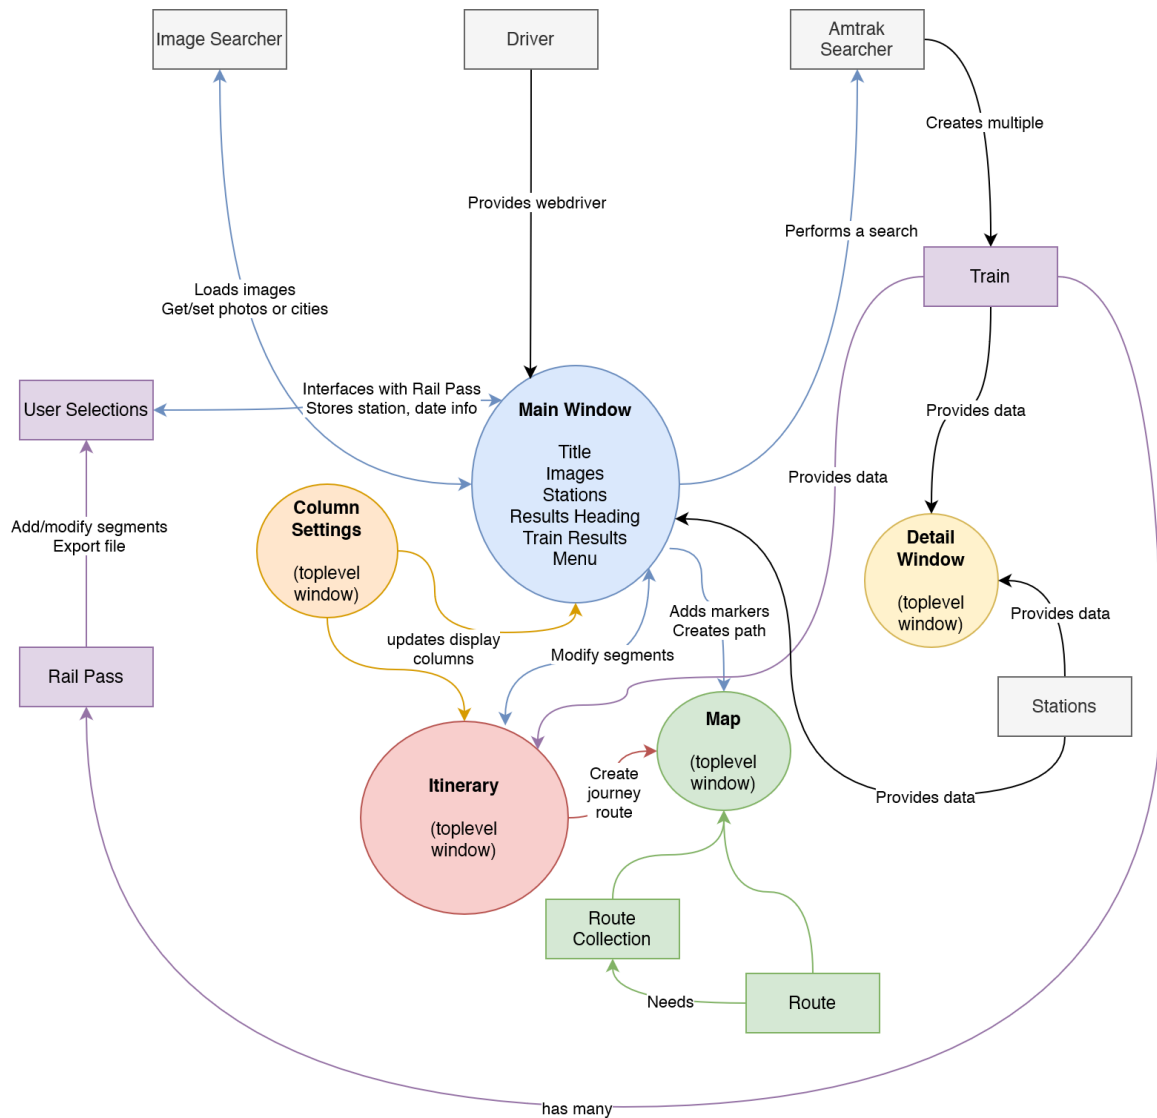 Image Searcher
Driver
Amtrak
Searcher
Creates multiple
Provides webdriver
Performs a search
Train
Loads images
Get/set photos or cities
User Selections
Interfaces with Rail Pass
Stores station, date info
Main Window
Title
Images
Stations
Results Heading
Train Results
Menu
Provides data
Provides data
Column
Settings
(toplevel
window)
Add/modify segments
Export file
Detail
Window
(toplevel
window)
updates display
columns
Modify segments
Adds markers
Creates path
Provides data
Rail Pass
Stations
Map
(toplevel
window)
Itinerary
(toplevel
window)
Create
journey
route
Provides data
Route
Collection
Needs
Route
has many